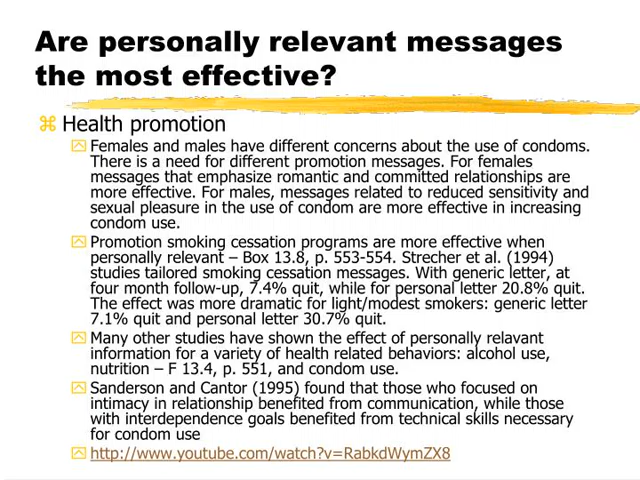 Are personally relevant messages
the most effective?
Health promotion
Females and males have different concerns about the use of condoms.
There is a need for different promotion messages. For females
messages that emphasize romantic and committed relationships are
more effective. For males, messages related to reduced sensitivity and
sexual pleasure in the use of condom are more effective in increasing
condom use.
Promotion smoking cessation programs are more effective when
personally relevant – Box 13.8, p. 553-554. Strecher et al. (1994)
studies tailored smoking cessation messages. With generic letter, at
four month follow-up, 7.4% quit, while for personal letter 20.8% quit.
The effect was more dramatic for light/modest smokers: generic letter
7.1% quit and personal letter 30.7% quit.
Many other studies have shown the effect of personally relavant
information for a variety of health related behaviors: alcohol use,
nutrition – F 13.4, p. 551, and condom use.
Sanderson and Cantor (1995) found that those who focused on
intimacy in relationship benefited from communication, while those
with interdependence goals benefited from technical skills necessary
for condom use
http://www.youtube.com/watch?v=RabkdWymZX8